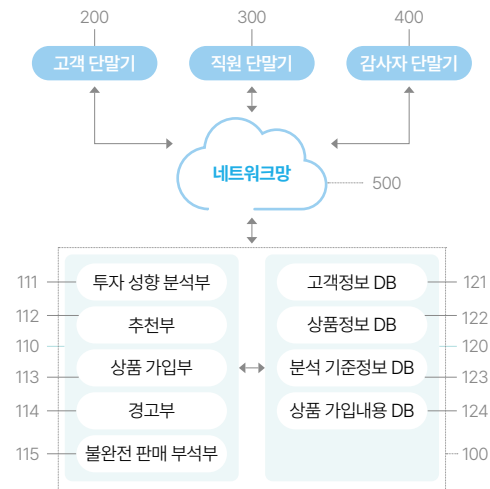 200 300 400
고객 단말기 직원 단말기 감사자 단말기
네트워크망
500
111 투자 성향 분석부 고객정보 DB 121
112 추천부 상품정보 DB 122
110 120
113 상품 가입부 분석 기준정보 DB 123
114 경고부 상품 가입내용 DB 124
115 불완전 판매 부석부 100